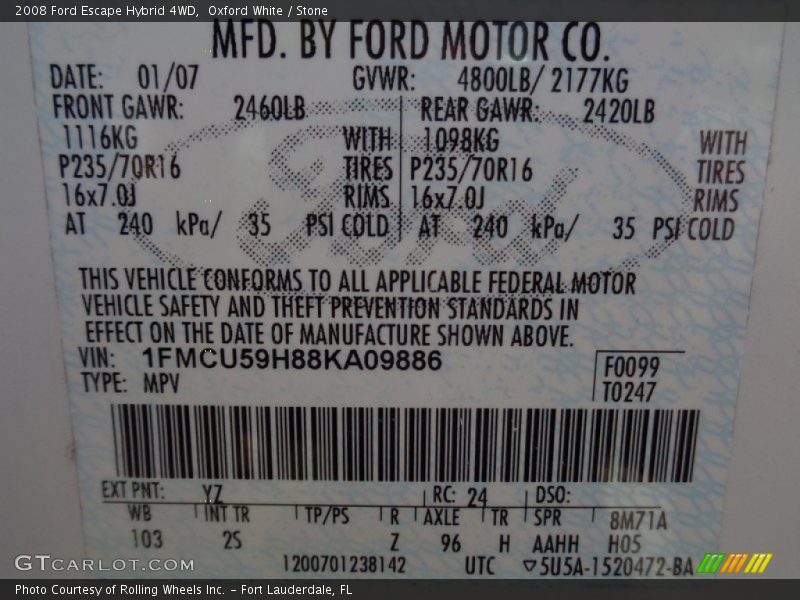 2008 Ford Escape Hybrid 4WD, Oxford White / Stone
MFD. BY FORD MOTOR CO.
DATE: 01/07 GVWR: 4800LB/ 2177KG
FRONT GAWR: 2460LB REAR GAWR: 2420LB
1116KG WITH 1098KG WITH
P235/70R16 TIRES P235/70R16 TIRES
16x7.0J RIMS 16x7.0J RIMS
AT 240 kPa/ 35 PSI COLD AT 240 kPa/ 35 PSI COLD
Ford
THIS VEHICLE CONFORMS TO ALL APPLICABLE FEDERAL MOTOR
VEHICLE SAFETY AND THEFT PREVENTION STANDARDS IN
EFFECT ON THE DATE OF MANUFACTURE SHOWN ABOVE.
VIN: 1FMCU59H88KA09886
TYPE: MPV
F0099
T0247
EXT PNT: YZ RC: 24 DSO:
WB INT TR TP/PS R AXLE TR SPR 8M71A
103 2S Z 96 H AAHH H05
1200701238142 UTC ▽5U5A-1520472-BA
GTCARLOT.COM
Photo Courtesy of Rolling Wheels Inc. – Fort Lauderdale, FL